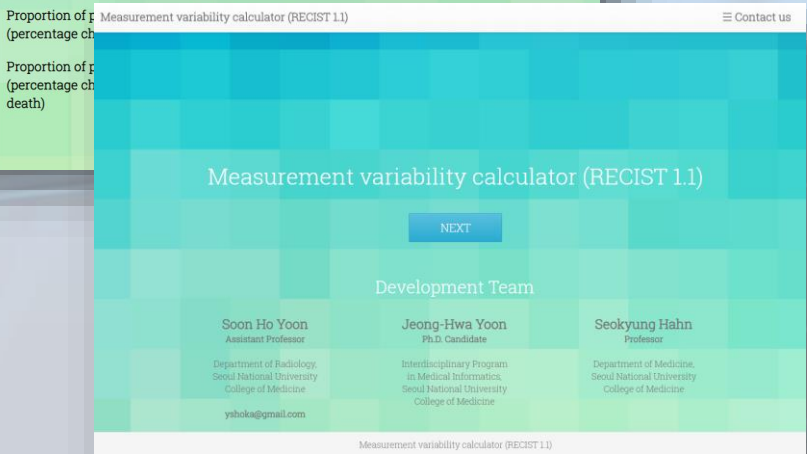 Proportion of p
(percentage ch
Proportion of p
(percentage ch
death)
Measurement variability calculator (RECIST 1.1)
☰ Contact us
Measurement variability calculator (RECIST 1.1)
NEXT
Development Team
Soon Ho Yoon
Assistant Professor
Department of Radiology,
Seoul National University
College of Medicine
yshoka@gmail.com
Jeong-Hwa Yoon
Ph.D. Candidate
Interdisciplinary Program
in Medical Informatics,
Seoul National University
College of Medicine
Seokyung Hahn
Professor
Department of Medicine,
Seoul National University
College of Medicine
Measurement variability calculator (RECIST 1.1)